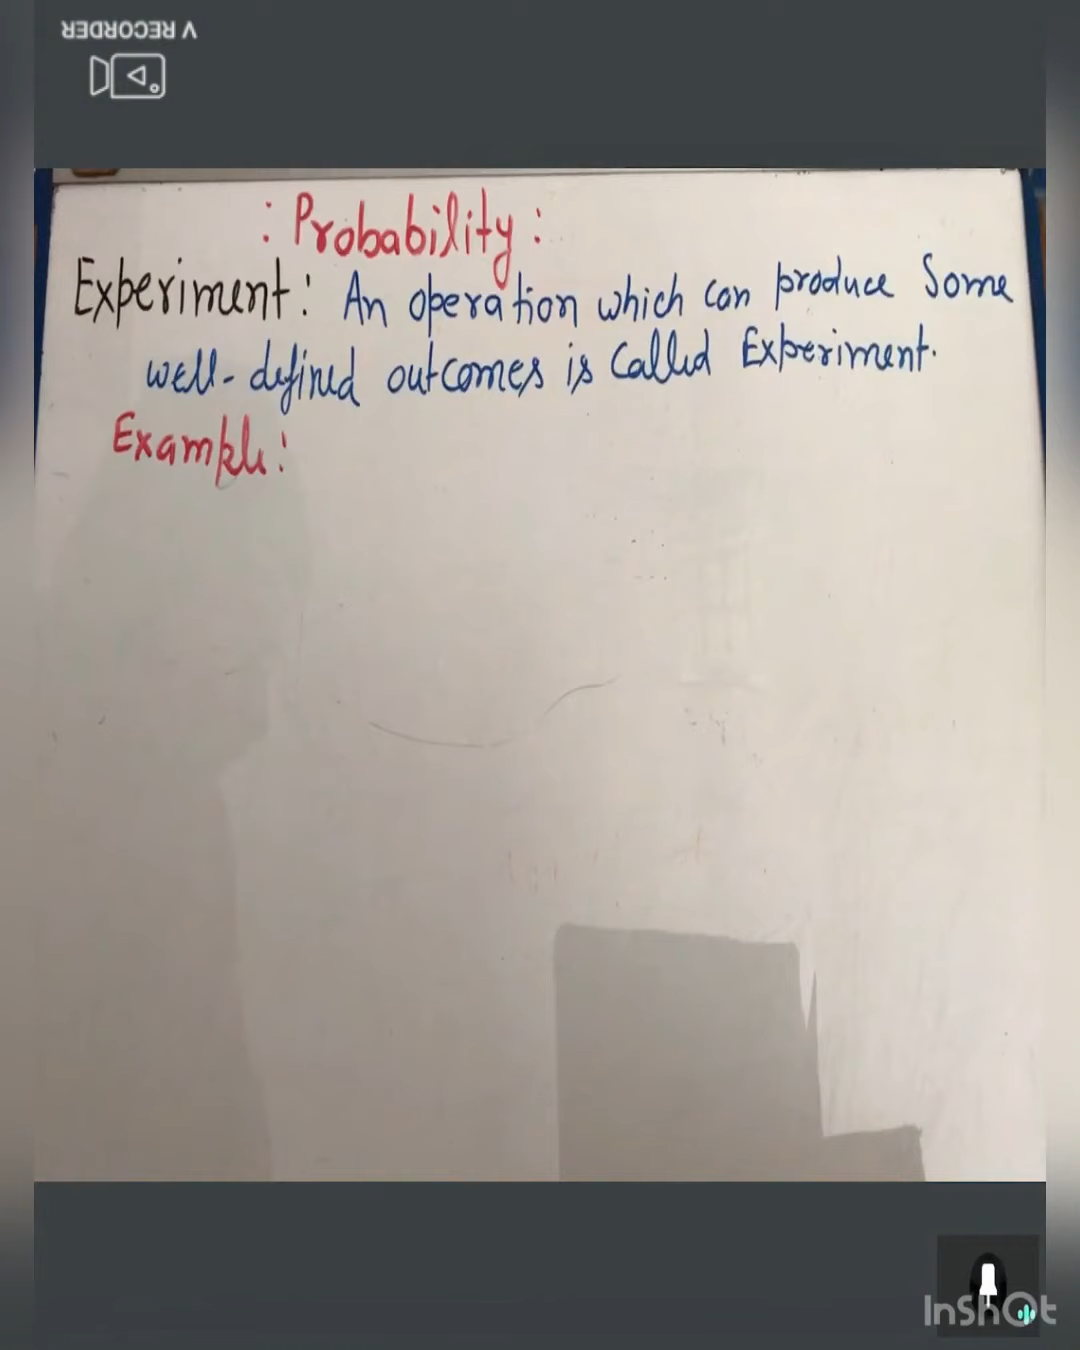 V RECORDER
: Probability :
Experiment : An operation which can produce Some
well-defined outcomes is Called Experiment.
Example :
InShOt